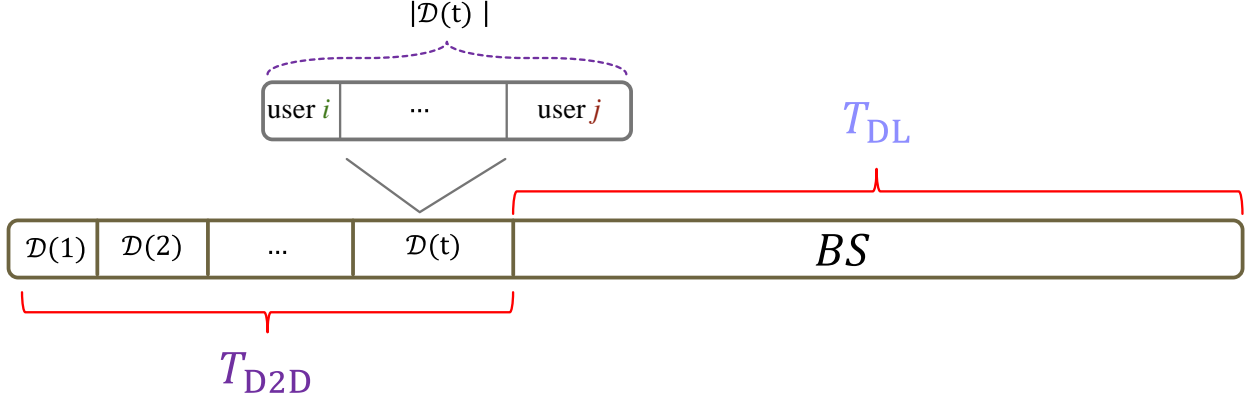 |𝒟(t) |
user i ... user j
T_DL
𝒟(1) 𝒟(2) ... 𝒟(t) BS
T_D2D